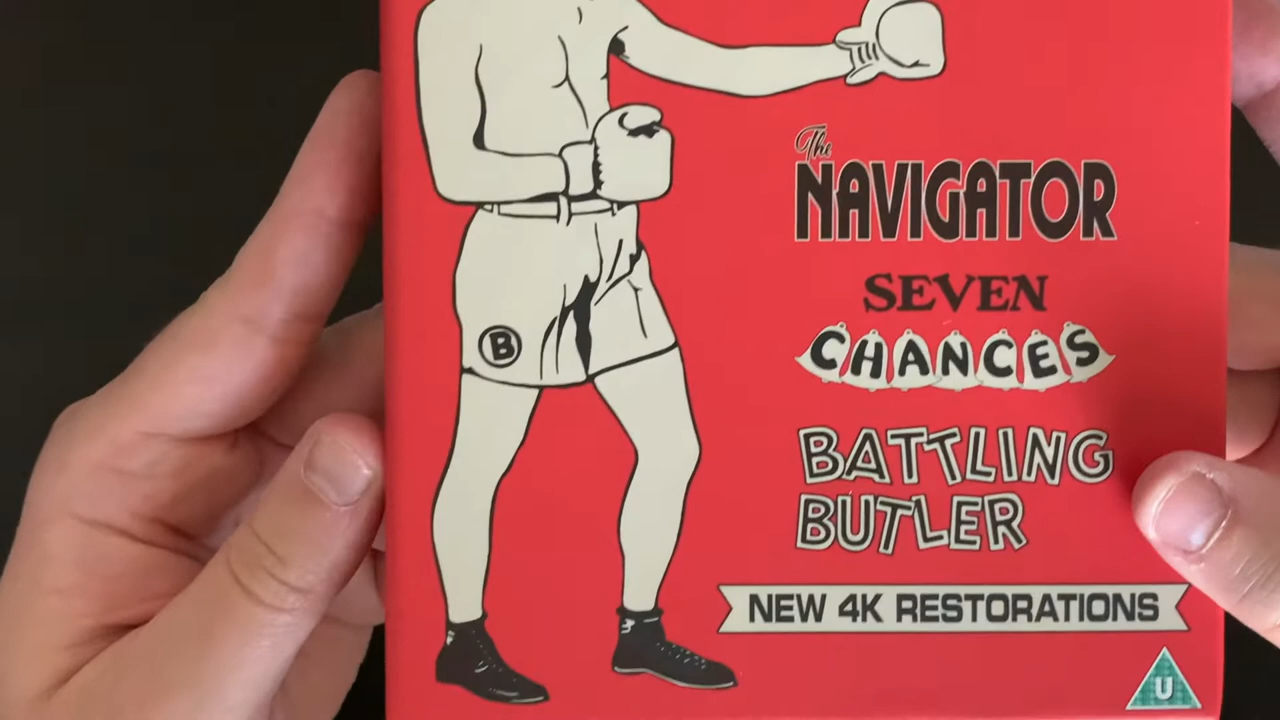 The
NAVIGATOR
SEVEN
CHANCES
BATTLING
BUTLER
B
NEW 4K RESTORATIONS
U